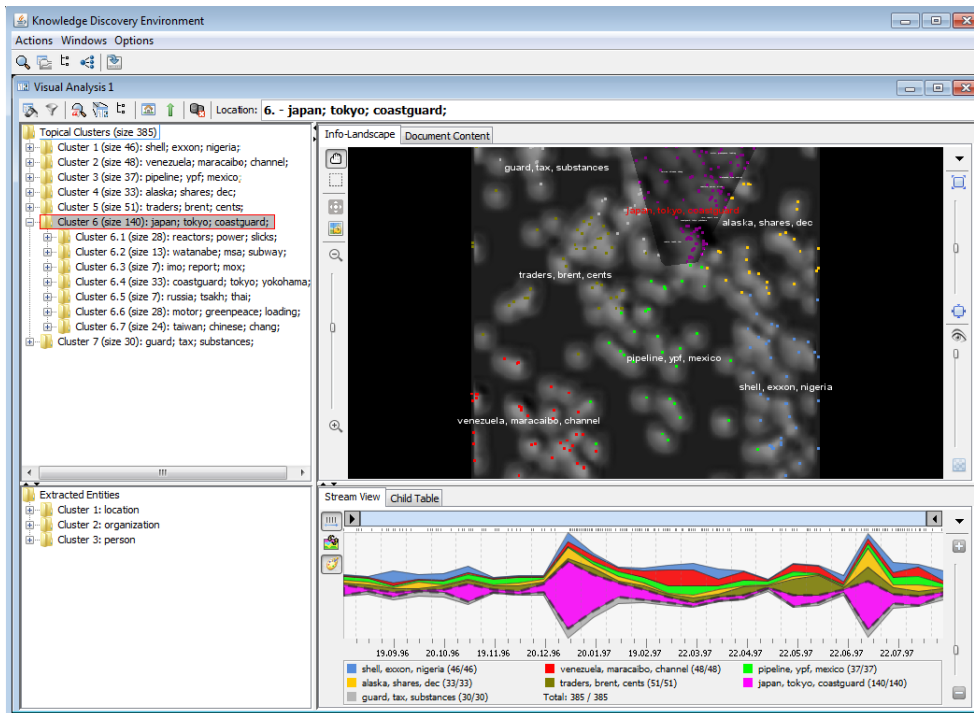 Knowledge Discovery Environment
Actions Windows Options
Visual Analysis 1
Location: 6. - japan; tokyo; coastguard;
Topical Clusters (size 385)
Cluster 1 (size 46): shell; exxon; nigeria;
Cluster 2 (size 48): venezuela; maracaibo; channel;
Cluster 3 (size 37): pipeline; ypf; mexico;
Cluster 4 (size 33): alaska; shares; dec;
Cluster 5 (size 51): traders; brent; cents;
Cluster 6 (size 140): japan; tokyo; coastguard;
Cluster 6.1 (size 28): reactors; power; slicks;
Cluster 6.2 (size 13): watanabe; msa; subway;
Cluster 6.3 (size 7): imo; report; mox;
Cluster 6.4 (size 33): coastguard; tokyo; yokohama;
Cluster 6.5 (size 7): russia; tsakh; thai;
Cluster 6.6 (size 28): motor; greenpeace; loading;
Cluster 6.7 (size 24): taiwan; chinese; chang;
Cluster 7 (size 30): guard; tax; substances;
Info-Landscape Document Content
guard, tax, substances
japan, tokyo, coastguard
alaska, shares, dec
traders, brent, cents
pipeline, ypf, mexico
shell, exxon, nigeria
venezuela, maracaibo, channel
Extracted Entities
Cluster 1: location
Cluster 2: organization
Cluster 3: person
Stream View Child Table
19.09.96 20.10.96 19.11.96 20.12.96 20.01.97 19.02.97 22.03.97 22.04.97 22.05.97 22.06.97 22.07.97
shell, exxon, nigeria (46/46) venezuela, maracaibo, channel (48/48) pipeline, ypf, mexico (37/37)
alaska, shares, dec (33/33) traders, brent, cents (51/51) japan, tokyo, coastguard (140/140)
guard, tax, substances (30/30) Total: 385 / 385